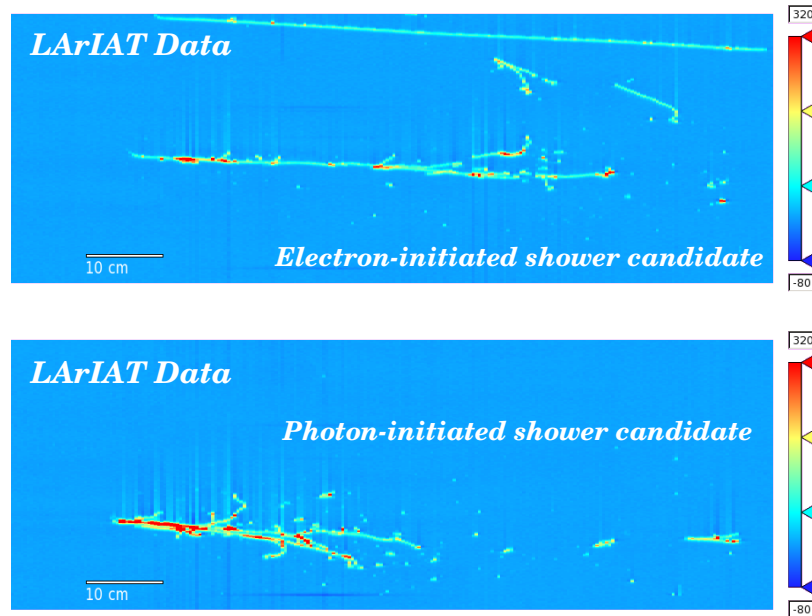 320
LArIAT Data
10 cm
Electron-initiated shower candidate
-80
320
LArIAT Data
Photon-initiated shower candidate
10 cm
-80